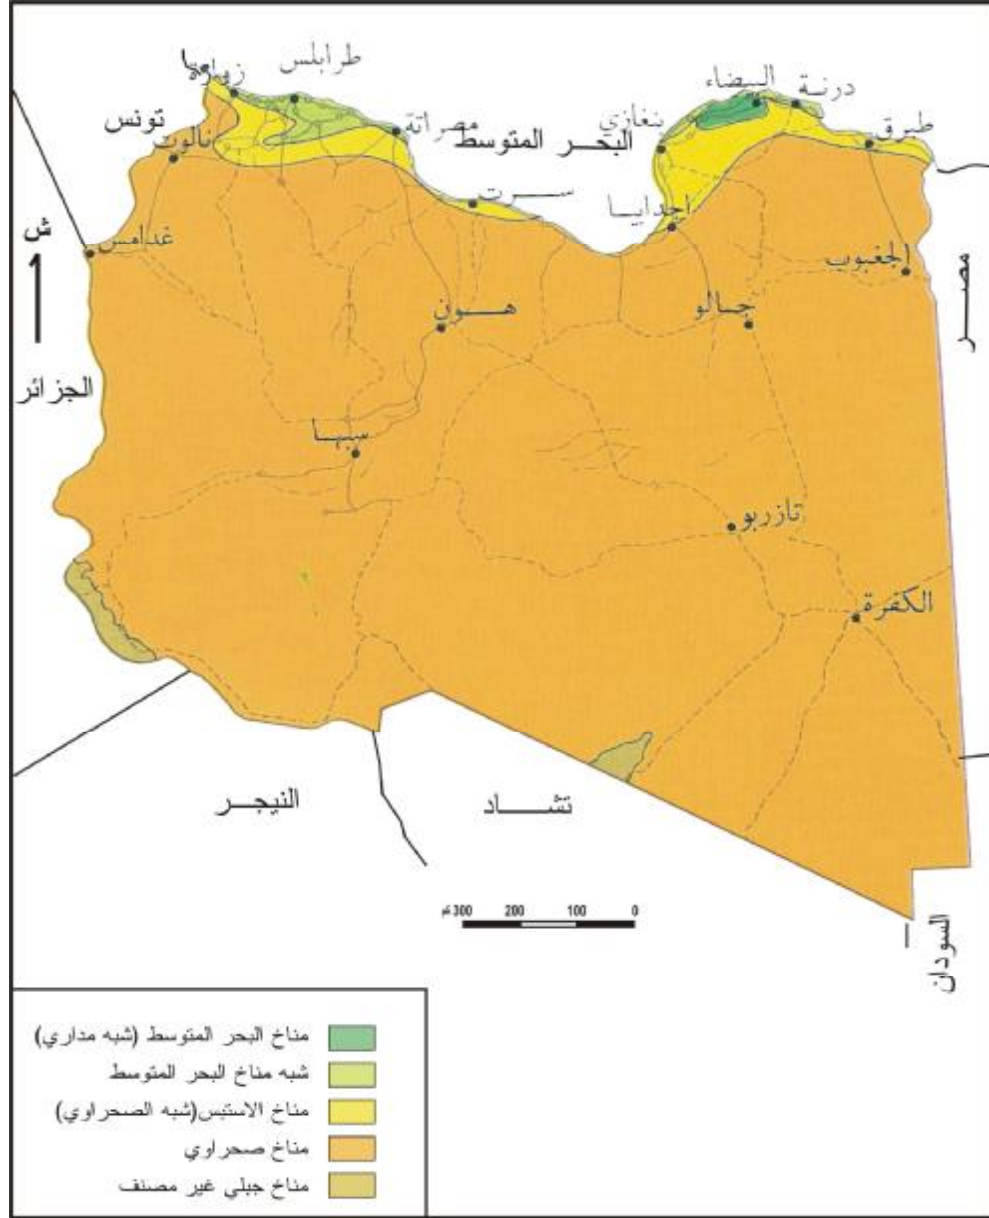 طرابلس
زوارة
البيضاء
درنة
تونس
نالوت
مصراتة
البحر المتوسط
بنغازي
طبرق
سرت
اجدابيا
ش
غدامس
الجغبوب
مصر
هون
جالو
الجزائر
سبها
تازربو
الكفرة
النيجر
تشاد
300 كم 200 100 0
السودان
مناخ البحر المتوسط (شبه مداري)
شبه مناخ البحر المتوسط
مناخ الاستبس(شبه الصحراوي)
مناخ صحراوي
مناخ جبلي غير مصنف